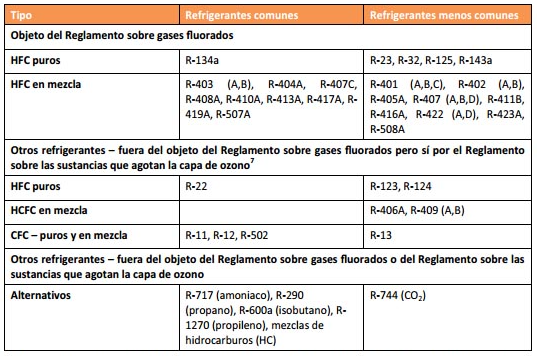 Tipo Refrigerantes comunes Refrigerantes menos comunes
Objeto del Reglamento sobre gases fluorados
HFC puros R-134a R-23, R-32, R-125, R-143a
HFC en mezcla R-403 (A,B), R-404A, R-407C, R-401 (A,B,C), R-402 (A,B),
R-408A, R-410A, R-413A, R-417A, R- R-405A, R-407 (A,B,D), R-411B,
419A, R-507A R-416A, R-422 (A,D), R-423A,
R-508A
Otros refrigerantes – fuera del objeto del Reglamento sobre gases fluorados pero sí por el Reglamento
sobre las sustancias que agotan la capa de ozono7
HFC puros R-22 R-123, R-124
HCFC en mezcla R-406A, R-409 (A,B)
CFC – puros y en mezcla R-11, R-12, R-502 R-13
Otros refrigerantes – fuera del objeto del Reglamento sobre gases fluorados o del Reglamento sobre las
sustancias que agotan la capa de ozono
Alternativos R-717 (amoniaco), R-290 R-744 (CO2)
(propano), R-600a (isobutano), R-
1270 (propileno), mezclas de
hidrocarburos (HC)